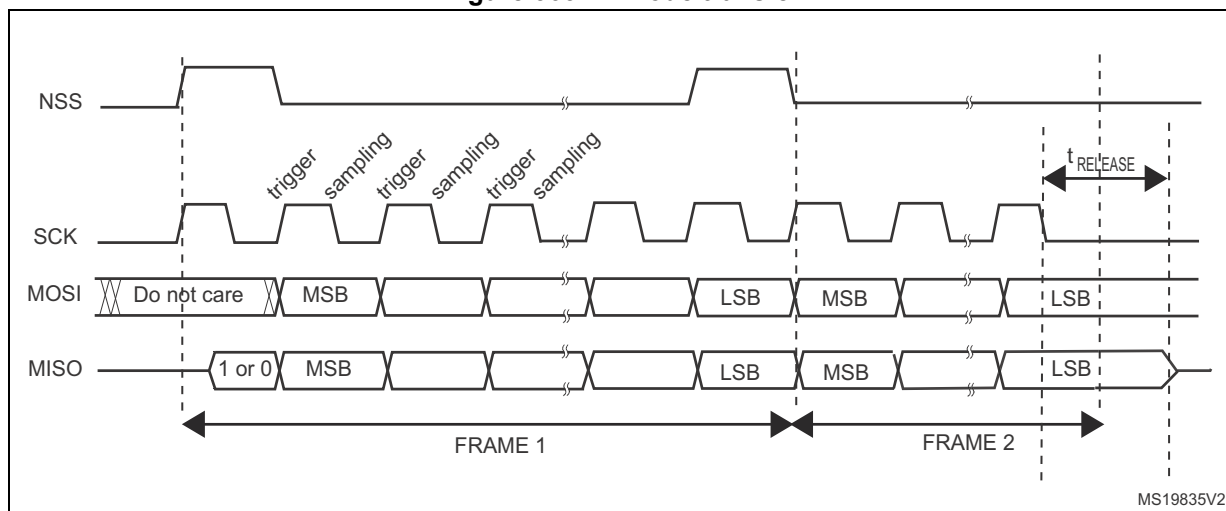 NSS
trigger sampling trigger sampling trigger sampling
t RELEASE
SCK
MOSI Do not care MSB LSB MSB LSB
MISO 1 or 0 MSB LSB MSB LSB
FRAME 1 FRAME 2
MS19835V2